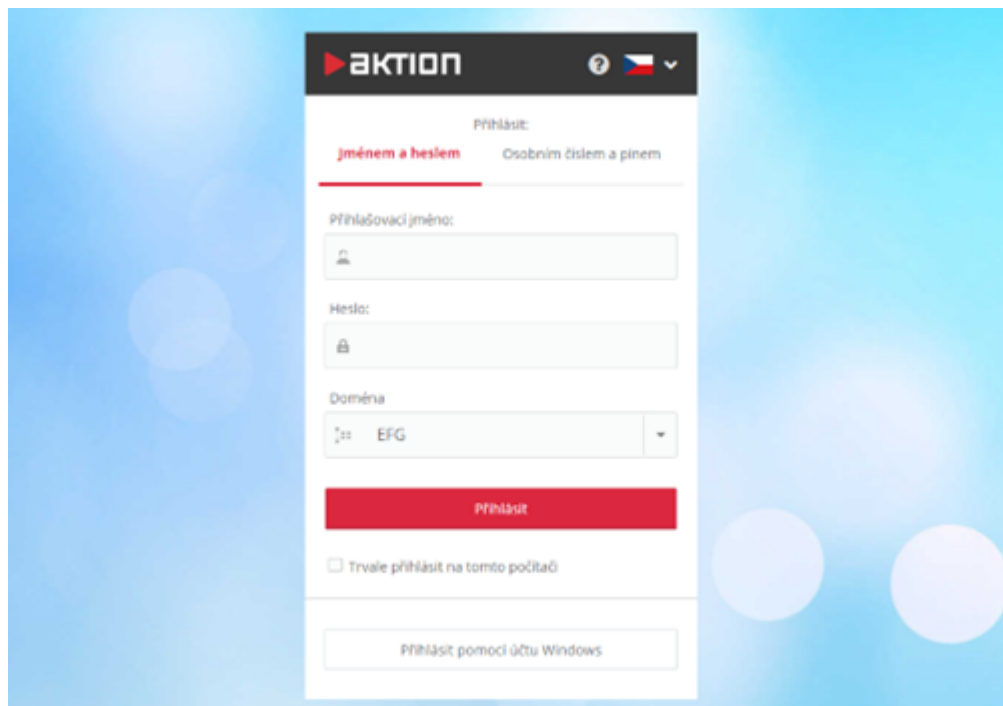 aktion
Přihlásit:
Jménem a heslem
Osobním číslem a pinem
Přihlašovací jméno:
Heslo:
Doména
EFG
Přihlásit
Trvale přihlásit na tomto počítači
Přihlásit pomocí účtu Windows